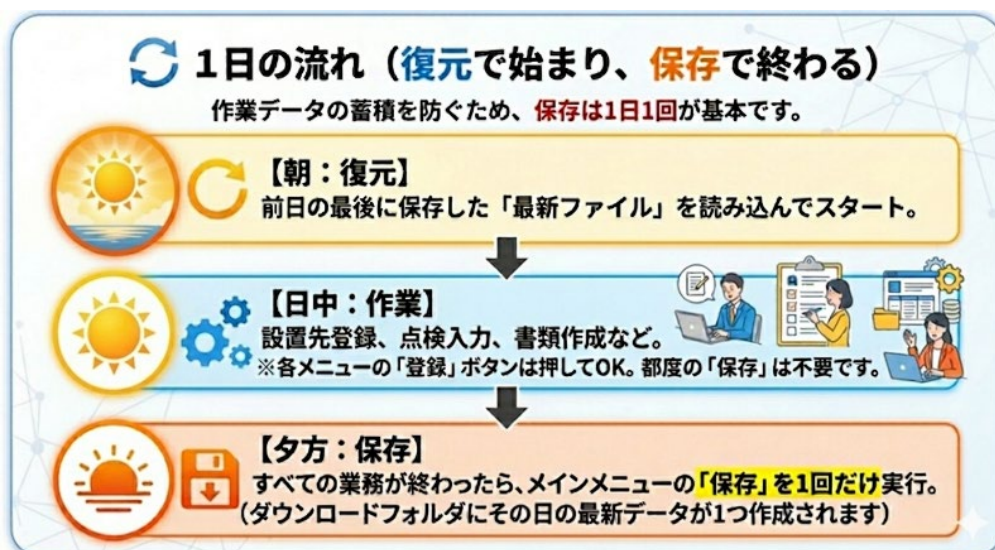 1日の流れ（復元で始まり、保存で終わる）
作業データの蓄積を防ぐため、保存は1日1回が基本です。
【朝：復元】
前日の最後に保存した「最新ファイル」を読み込んでスタート。
【日中：作業】
設置先登録、点検入力、書類作成など。
※各メニューの「登録」ボタンは押してOK。都度の「保存」は不要です。
【夕方：保存】
すべての業務が終わったら、メインメニューの「保存」を1回だけ実行。
（ダウンロードフォルダにその日の最新データが1つ作成されます）